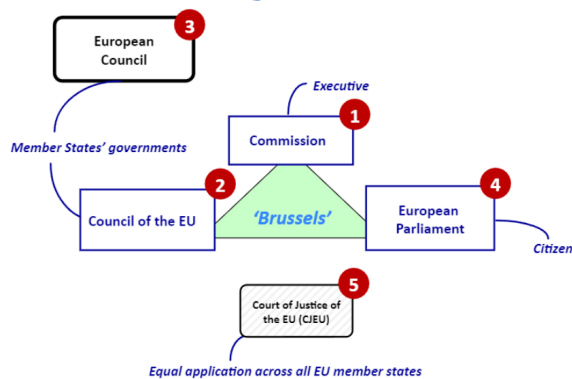 3
European
Council
Executive
1
Commission
Member States' governments
2
Council of the EU
'Brussels'
4
European
Parliament
Citizen
5
Court of Justice of
the EU (CJEU)
Equal application across all EU member states